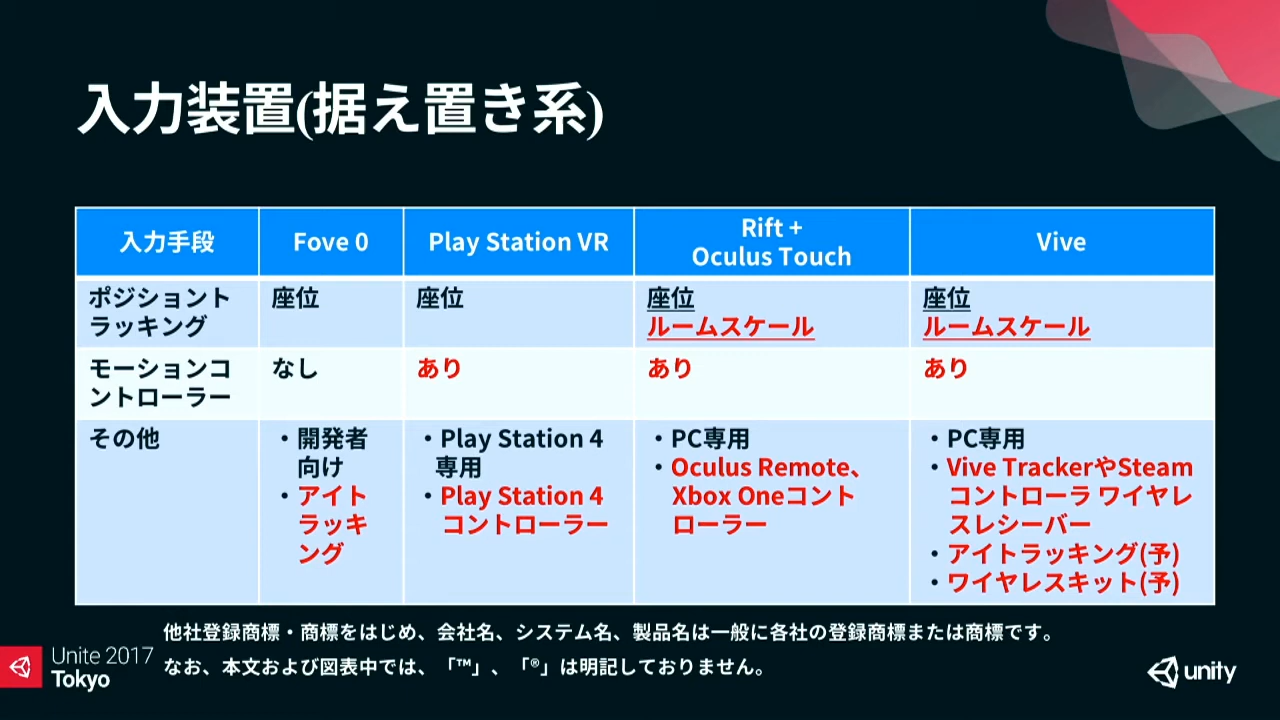 入力装置(据え置き系)
入力手段
Fove 0
Play Station VR
Rift +
Oculus Touch
Vive
ポジショント
ラッキング
座位
座位
座位
ルームスケール
座位
ルームスケール
モーションコ
ントローラー
なし
あり
あり
あり
その他
・開発者
向け
・アイト
ラッキ
ング
・Play Station 4
専用
・Play Station 4
コントローラー
・PC専用
・Oculus Remote、
Xbox Oneコント
ローラー
・PC専用
・Vive TrackerやSteam
コントローラ ワイヤレ
スレシーバー
・アイトラッキング(予)
・ワイヤレスキット(予)
他社登録商標・商標をはじめ、会社名、システム名、製品名は一般に各社の登録商標または商標です。
なお、本文および図表中では、「™」、「®」は明記しておりません。
Unite 2017
Tokyo
unity